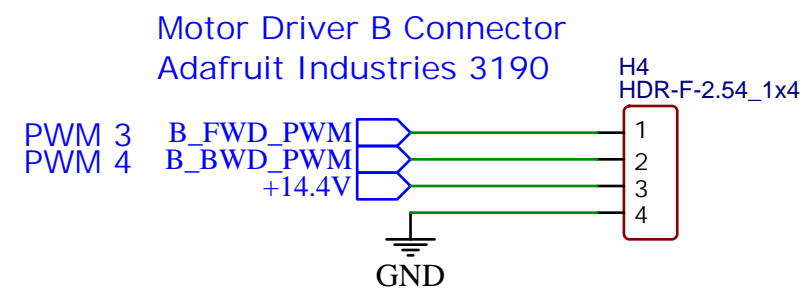 Motor Driver B Connector
Adafruit Industries 3190
H4
HDR-F-2.54_1x4
PWM 3 B_FWD_PWM 1
PWM 4 B_BWD_PWM 2
+14.4V 3
4
GND